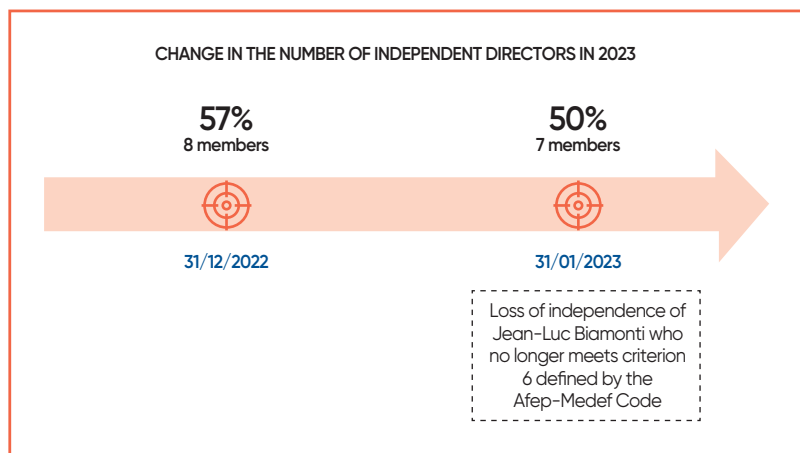 CHANGE IN THE NUMBER OF INDEPENDENT DIRECTORS IN 2023
57%
8 members
50%
7 members
31/12/2022
31/01/2023
Loss of independence of
Jean-Luc Biamonti who
no longer meets criterion
6 defined by the
Afep-Medef Code